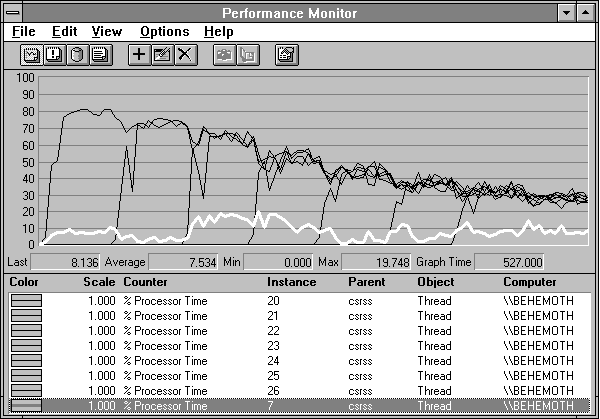 Performance Monitor
File Edit View Options Help
100
90
80
70
60
50
40
30
20
10
0
Last 8.136 Average 7.534 Min 0.000 Max 19.748 Graph Time 527.000
Color Scale Counter Instance Parent Object Computer
1.000 % Processor Time 20 csrss Thread \\BEHEMOTH
1.000 % Processor Time 21 csrss Thread \\BEHEMOTH
1.000 % Processor Time 22 csrss Thread \\BEHEMOTH
1.000 % Processor Time 23 csrss Thread \\BEHEMOTH
1.000 % Processor Time 24 csrss Thread \\BEHEMOTH
1.000 % Processor Time 25 csrss Thread \\BEHEMOTH
1.000 % Processor Time 26 csrss Thread \\BEHEMOTH
1.000 % Processor Time 7 csrss Thread \\BEHEMOTH